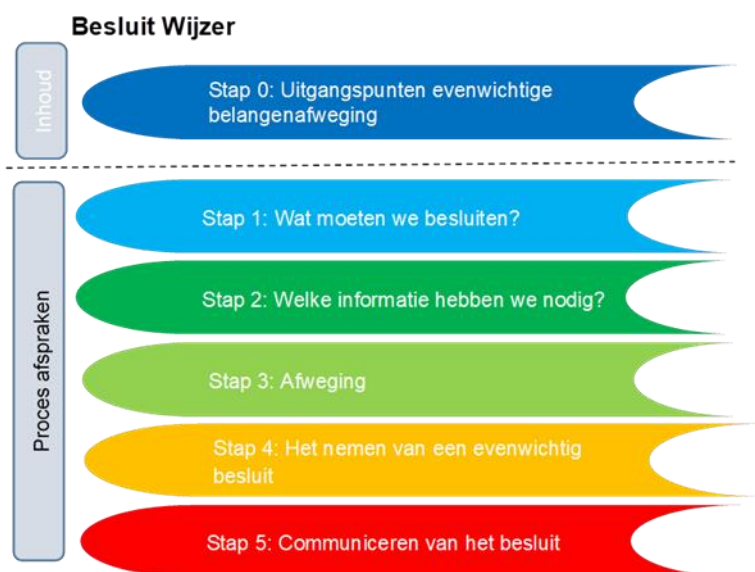 Besluit Wijzer
Inhoud
Stap 0: Uitgangspunten evenwichtige
belangenafweging
Proces afspraken
Stap 1: Wat moeten we besluiten?
Stap 2: Welke informatie hebben we nodig?
Stap 3: Afweging
Stap 4: Het nemen van een evenwichtig
besluit
Stap 5: Communiceren van het besluit